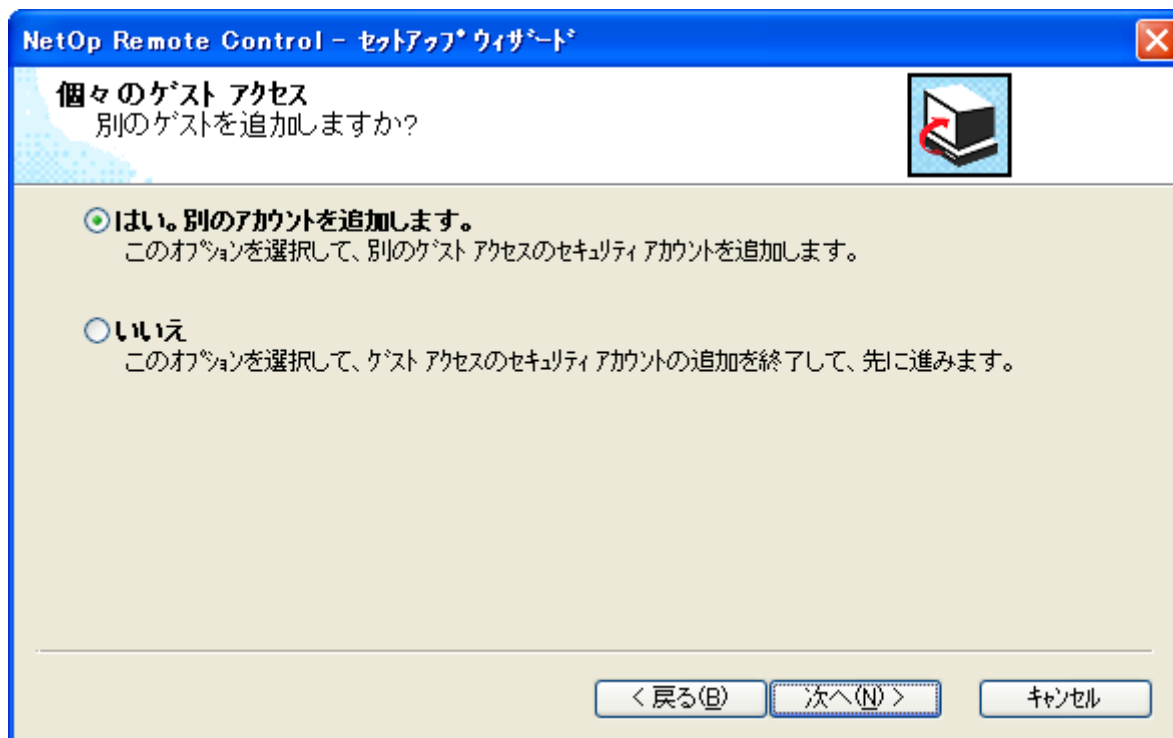 NetOp Remote Control - セットアップ ウィザード
個々のゲスト アクセス
別のゲストを追加しますか?
はい。別のアカウントを追加します。
このオプションを選択して、別のゲスト アクセスのセキュリティ アカウントを追加します。
いいえ
このオプションを選択して、ゲスト アクセスのセキュリティ アカウントの追加を終了して、先に進みます。
< 戻る(B) 次へ(N) > キャンセル